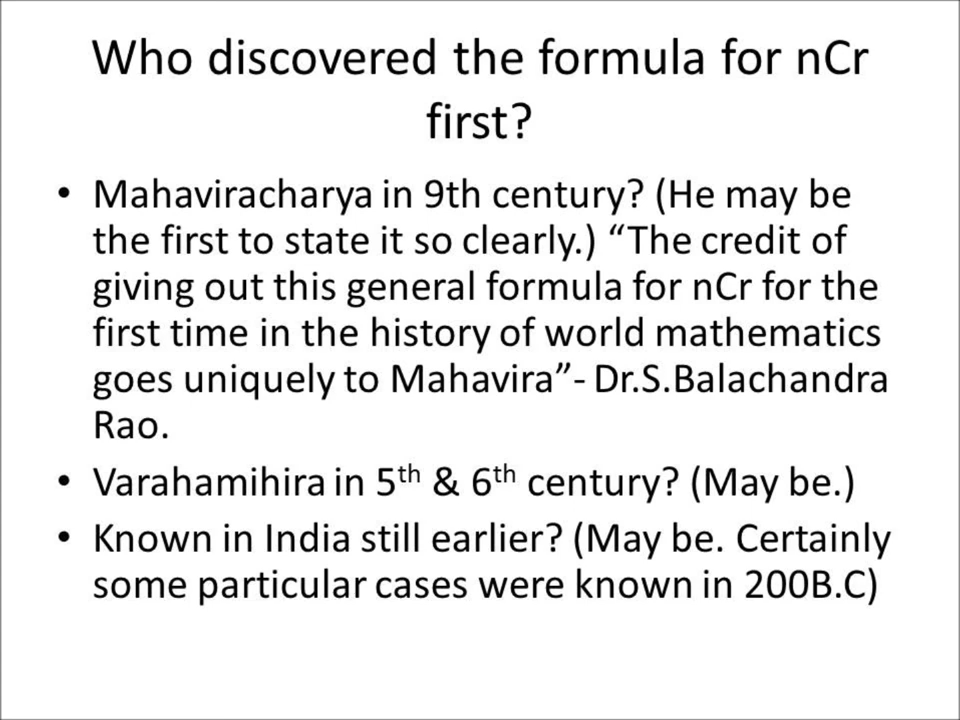 Who discovered the formula for nCr
first?
• Mahaviracharya in 9th century? (He may be
the first to state it so clearly.) “The credit of
giving out this general formula for nCr for the
first time in the history of world mathematics
goes uniquely to Mahavira”- Dr.S.Balachandra
Rao.
• Varahamihira in 5th & 6th century? (May be.)
• Known in India still earlier? (May be. Certainly
some particular cases were known in 200B.C)